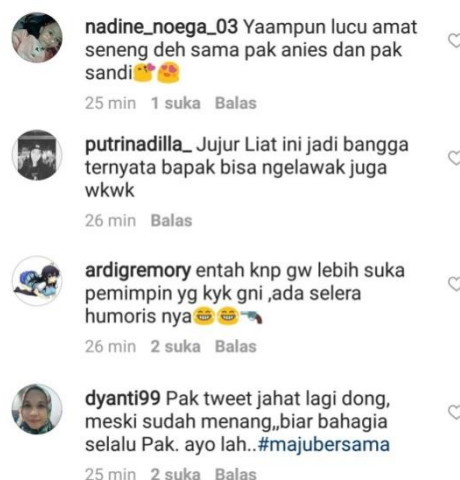 nadine_noega_03 Yaampun lucu amat
seneng deh sama pak anies dan pak
sandi😘😍
25 min 1 suka Balas
putrinadilla_ Jujur Liat ini jadi bangga
ternyata bapak bisa ngelawak juga
wkwk
26 min Balas
ardigremory entah knp gw lebih suka
pemimpin yg kyk gni ,ada selera
humoris nya😂😂🔫
26 min 2 suka Balas
dyanti99 Pak tweet jahat lagi dong,
meski sudah menang,,biar bahagia
selalu Pak. ayo lah..#majubersama
25 min 2 suka Balas